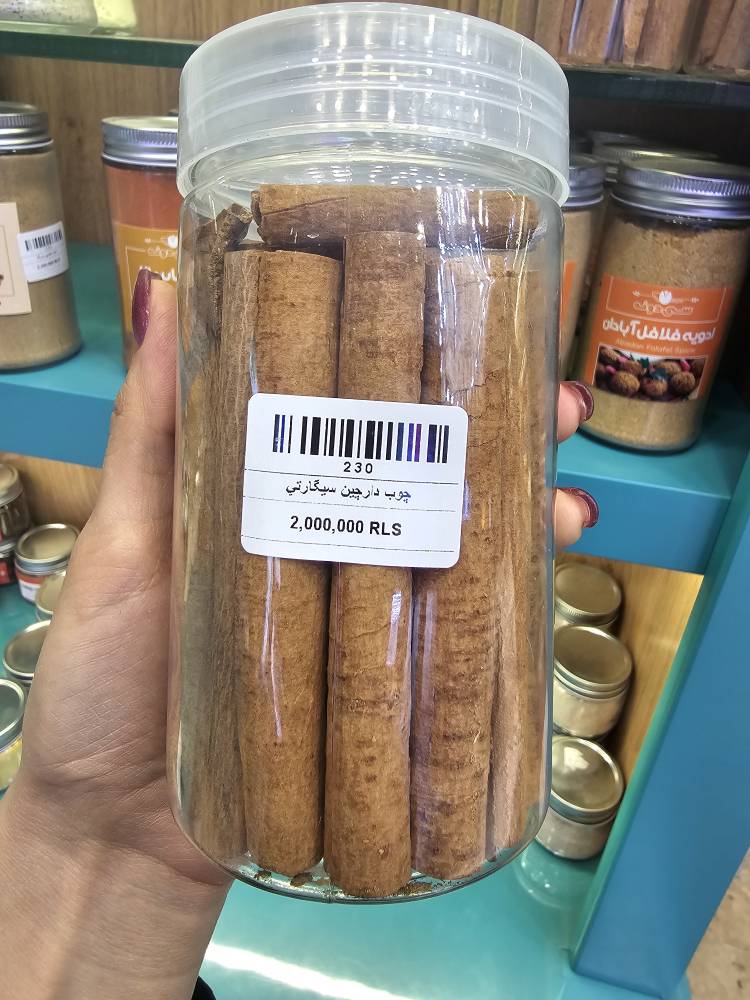 230
چوب دارچين سيگارتي
2,000,000 RLS
ادویه فلافل آبادان
Abadan Falafel Spice